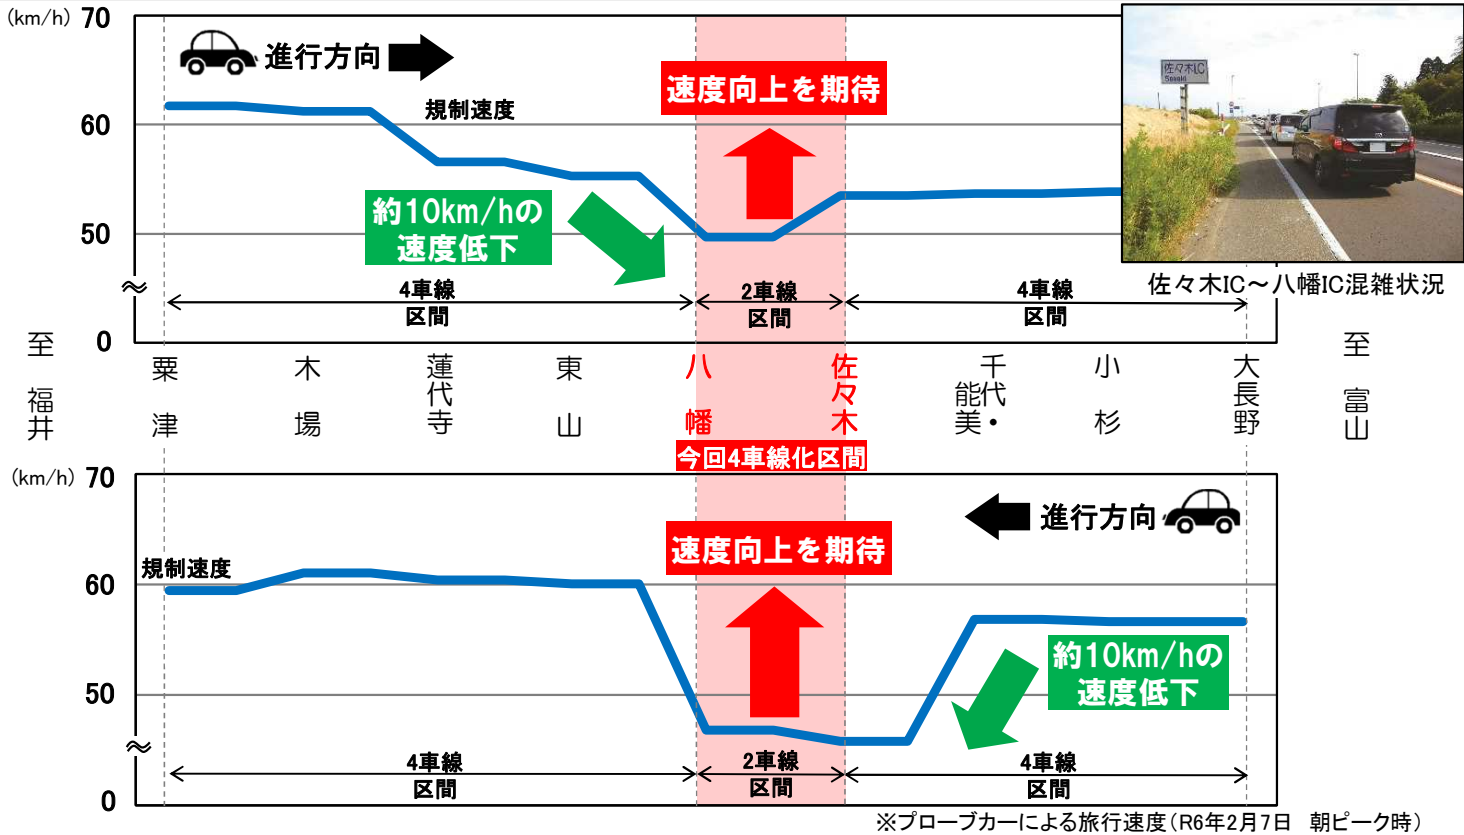 (km/h)
70
60
50
0
進行方向
規制速度
約10km/hの
速度低下
速度向上を期待
4車線
区間
2車線
区間
4車線
区間
佐々木IC
Sasaki
佐々木IC～八幡IC混雑状況
至 福井
粟津
木場
蓮代寺
東山
八幡
佐々木
千代・
能美
小杉
大長野
至 富山
今回4車線化区間
(km/h)
70
60
50
0
規制速度
速度向上を期待
進行方向
約10km/hの
速度低下
4車線
区間
2車線
区間
4車線
区間
※プローブカーによる旅行速度(R6年2月7日 朝ピーク時)